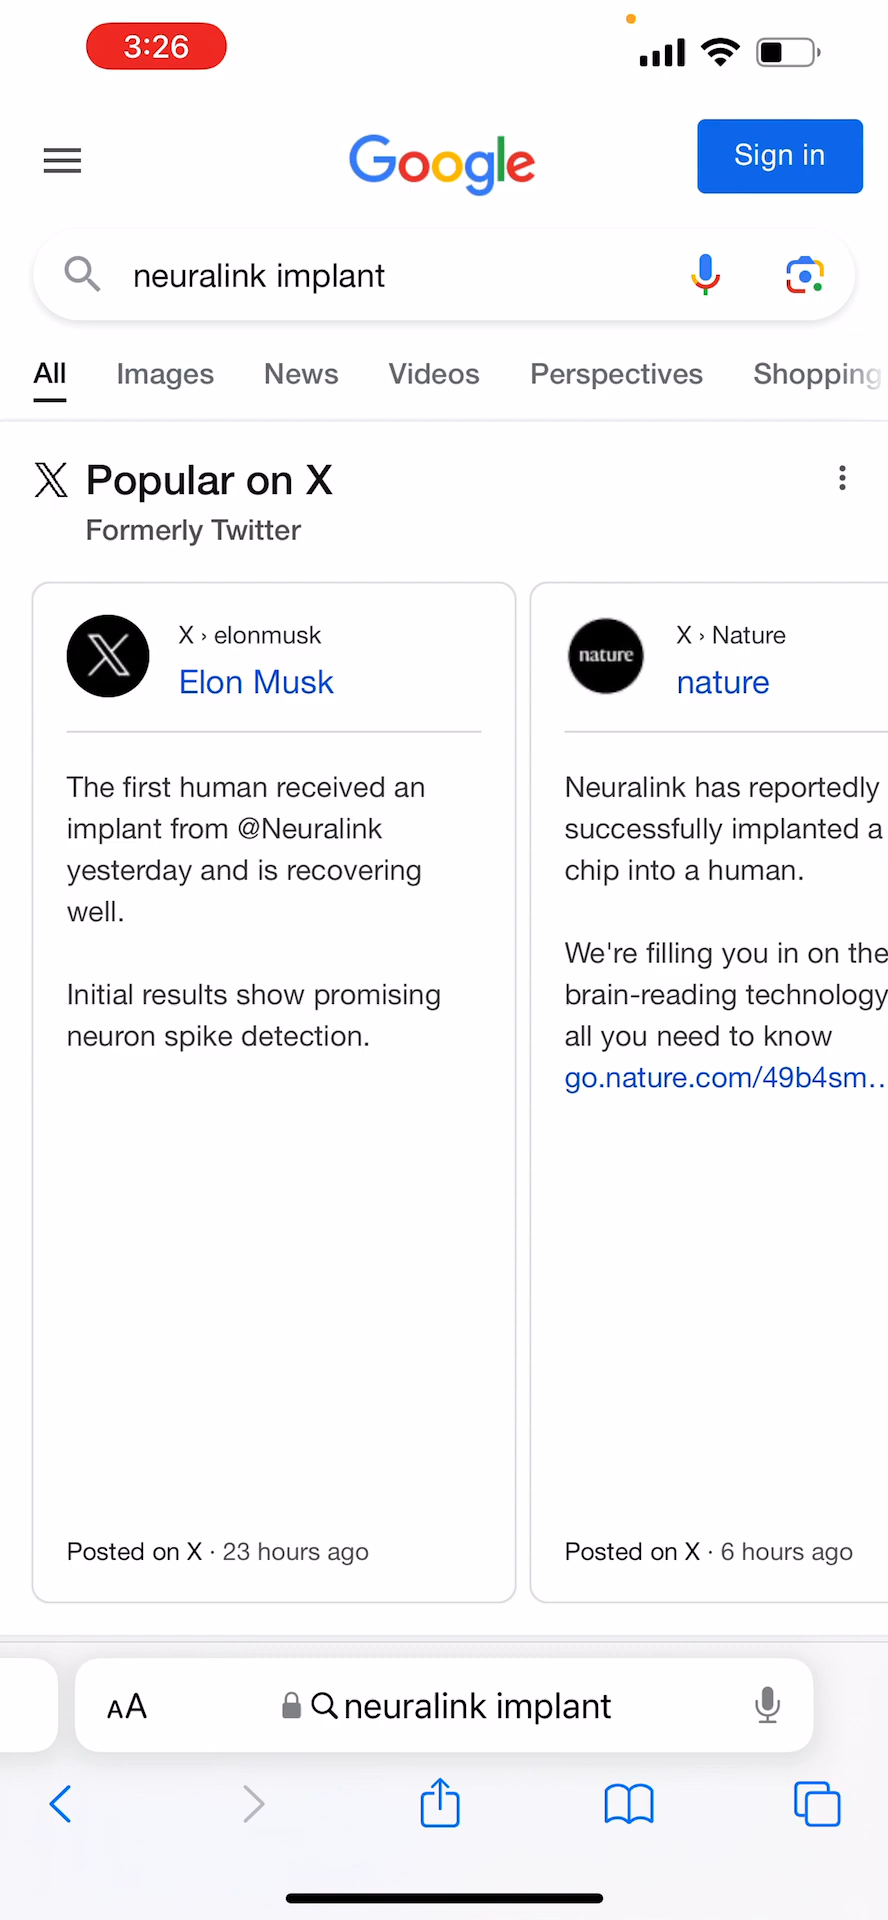 3:26
Google
Sign in
neuralink implant
All Images News Videos Perspectives Shopping
Popular on X
Formerly Twitter
X › elonmusk
Elon Musk
The first human received an
implant from @Neuralink
yesterday and is recovering
well.
Initial results show promising
neuron spike detection.
Posted on X · 23 hours ago
nature
X › Nature
nature
Neuralink has reportedly
successfully implanted a
chip into a human.
We're filling you in on the
brain-reading technology
all you need to know
go.nature.com/49b4sm..
Posted on X · 6 hours ago
AA
neuralink implant